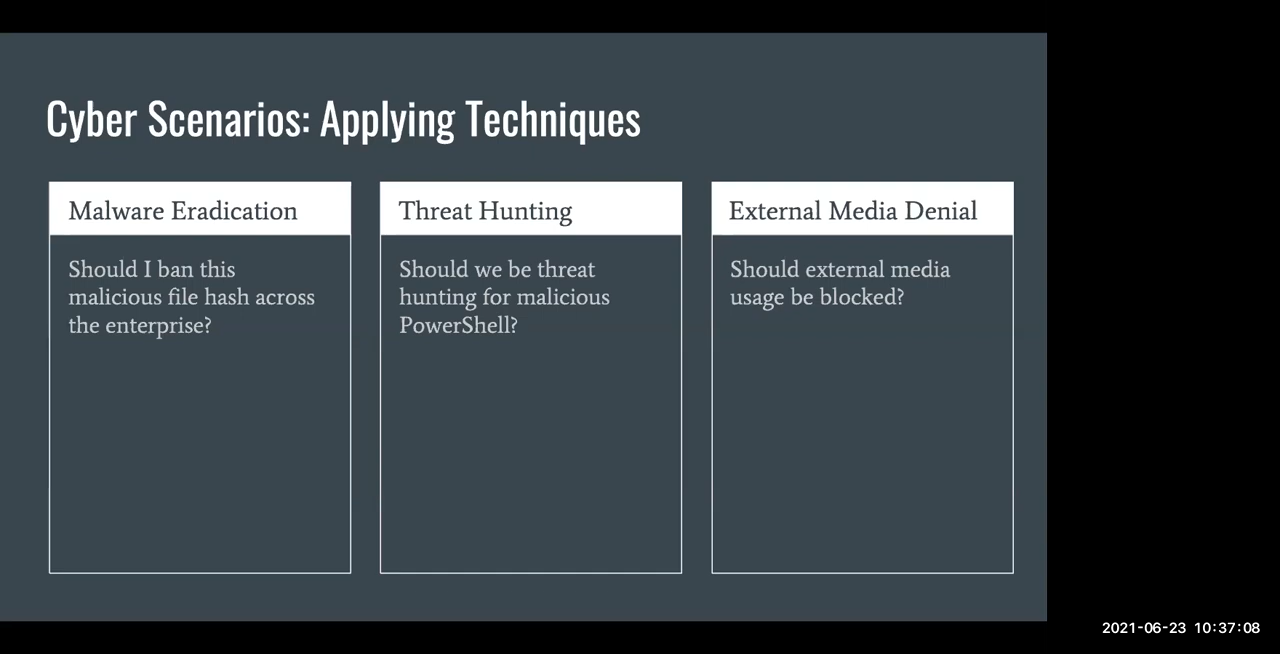 Cyber Scenarios: Applying Techniques
Malware Eradication
Should I ban this
malicious file hash across
the enterprise?
Threat Hunting
Should we be threat
hunting for malicious
PowerShell?
External Media Denial
Should external media
usage be blocked?
2021-06-23 10:37:08